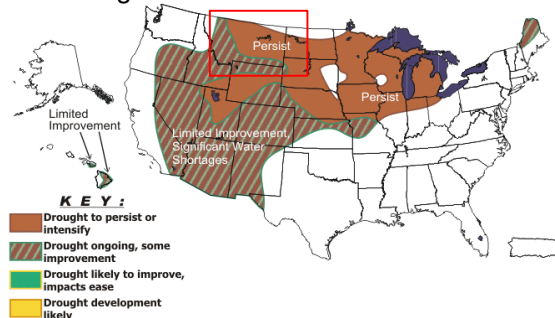 Persist
Persist
Limited
Improvement
Limited Improvement,
Significant Water
Shortages
KEY:
Drought to persist or
intensify
Drought ongoing, some
improvement
Drought likely to improve,
impacts ease
Drought development
likely